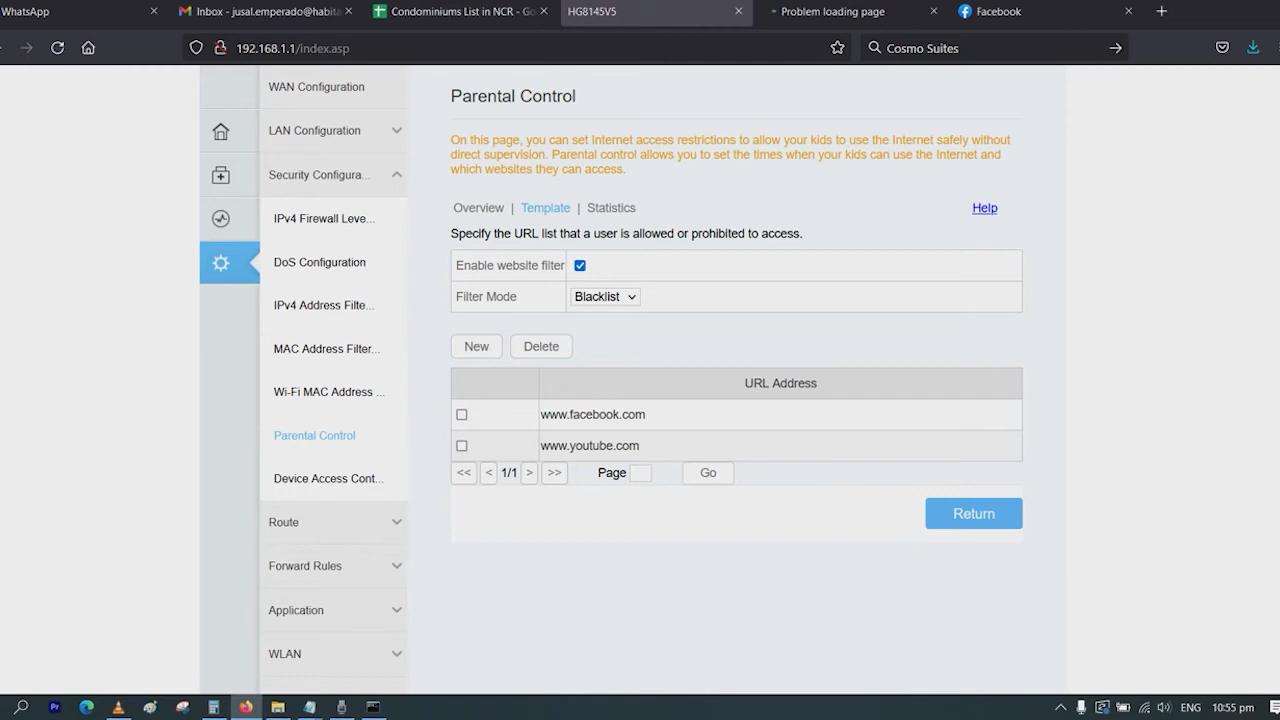 WhatsApp
Inbox - jusal.emperado@habita
Condominiums List in NCR - Go
HG8145V5
Problem loading page
Facebook
192.168.1.1/index.asp
Cosmo Suites
WAN Configuration
LAN Configuration
Security Configura...
IPv4 Firewall Leve...
DoS Configuration
IPv4 Address Filte...
MAC Address Filter...
Wi-Fi MAC Address ...
Parental Control
Device Access Cont...
Route
Forward Rules
Application
WLAN
Parental Control
On this page, you can set Internet access restrictions to allow your kids to use the Internet safely without
direct supervision. Parental control allows you to set the times when your kids can use the Internet and
which websites they can access.
Overview | Template | Statistics
Help
Specify the URL list that a user is allowed or prohibited to access.
Enable website filter
Filter Mode Blacklist
New Delete
URL Address
www.facebook.com
www.youtube.com
<< < 1/1 > >> Page Go
Return
Pr
ENG 10:55 pm